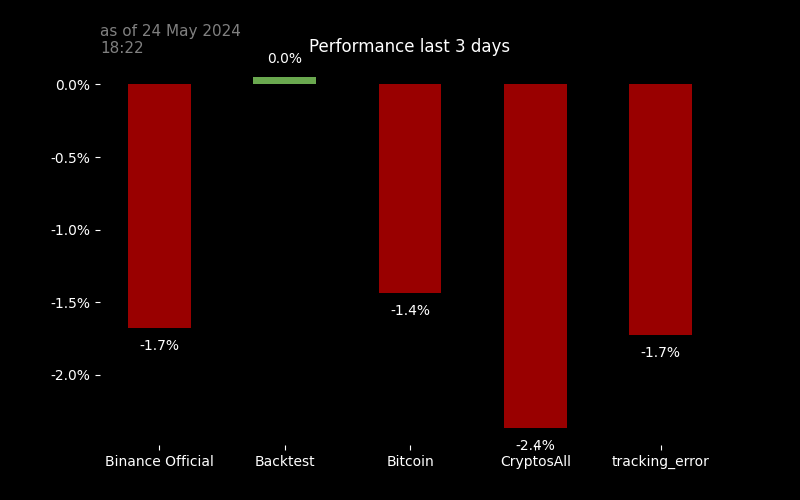 as of 24 May 2024
18:22
Performance last 3 days
0.0%
0.0%
-0.5%
-1.0%
-1.5%
-2.0%
-1.7%
-1.4%
-2.4%
-1.7%
Binance Official
Backtest
Bitcoin
CryptosAll
tracking_error